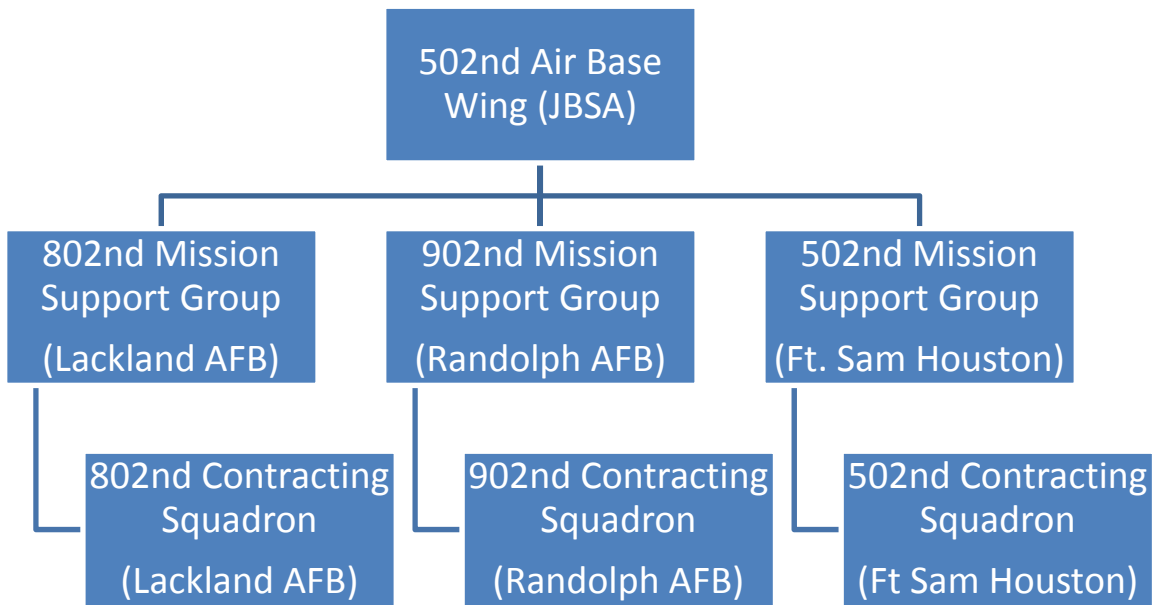 502nd Air Base
Wing (JBSA)
802nd Mission
Support Group
(Lackland AFB)
902nd Mission
Support Group
(Randolph AFB)
502nd Mission
Support Group
(Ft. Sam Houston)
802nd Contracting
Squadron
(Lackland AFB)
902nd Contracting
Squadron
(Randolph AFB)
502nd Contracting
Squadron
(Ft Sam Houston)